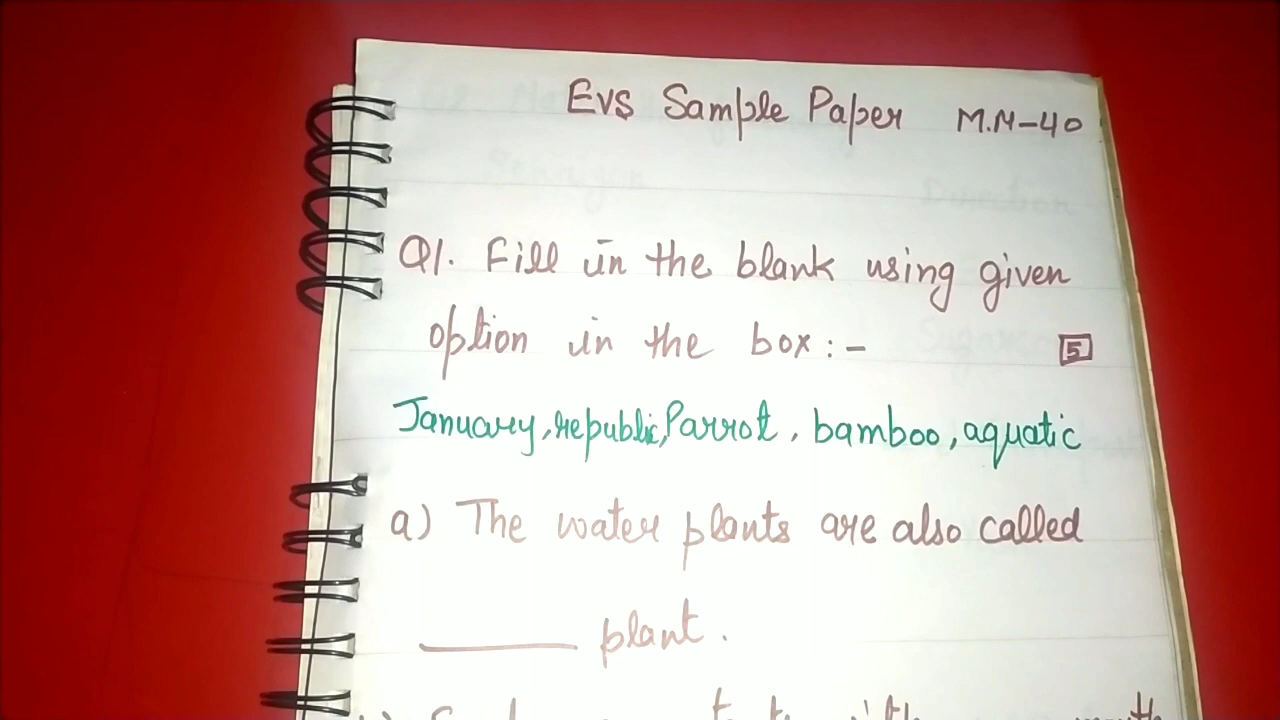 Evs Sample Paper M.M-40
Q1. Fill in the blank using given
option in the box:- 5
January, republic, Parrot, bamboo, aquatic
a) The water plants are also called
______ plant.